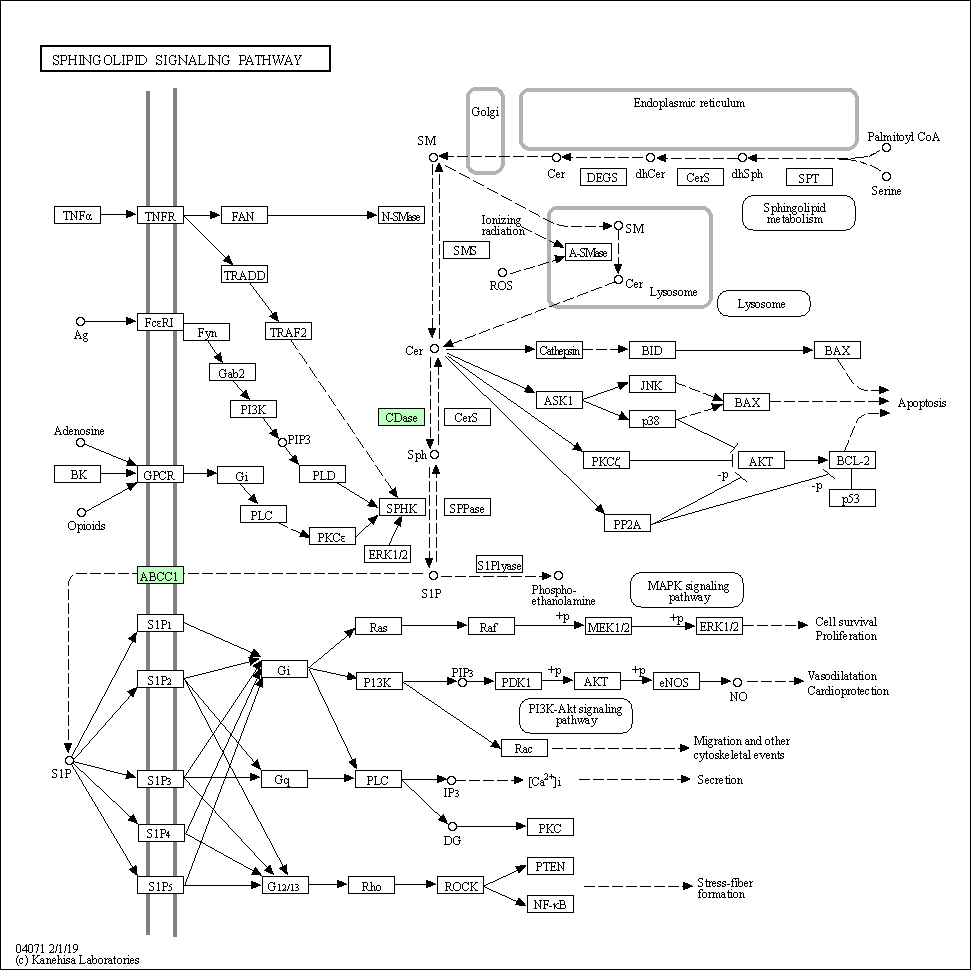 SPHINGOLIPID SIGNALING PATHWAY
Golgi
Endoplasmic reticulum
SM
Palmitoyl CoA
Cer
dhCer
dhSph
DEGS
CerS
SPT
Serine
TNFα
TNFR
FAN
N-SMase
Ionizing
radiation
SM
Sphingolipid
metabolism
SMS
A-SMase
TRADD
ROS
Cer
Lysosome
Lysosome
Ag
FcεRI
Fyn
TRAF2
Cer
Cathepsin
BID
BAX
Gab2
JNK
ASK1
BAX
Apoptosis
PI3K
CDase
CerS
p38
Adenosine
PIP3
Sph
BK
GPCR
Gi
PLD
PKCζ
AKT
BCL-2
-p
-p
p53
Opioids
PLC
SPHK
SPPase
PP2A
PKCε
ERK1/2
ABCC1
S1Plyase
S1P
Phospho-
ethanolamine
MAPK signaling
pathway
S1P1
Ras
Raf
+p
MEK1/2
+p
ERK1/2
Cell survival
Proliferation
Gi
S1P2
P13K
PIP3
PDK1
+p
AKT
+p
eNOS
NO
Vasodilatation
Cardioprotection
PI3K-Akt signaling
pathway
Rac
Migration and other
cytoskeletal events
S1P
S1P3
Gq
PLC
IP3
[Ca2+]i
Secretion
S1P4
DG
PKC
S1P5
G12/13
Rho
ROCK
PTEN
NF-κB
Stress-fiber
formation
04071 2/1/19
(c) Kanehisa Laboratories